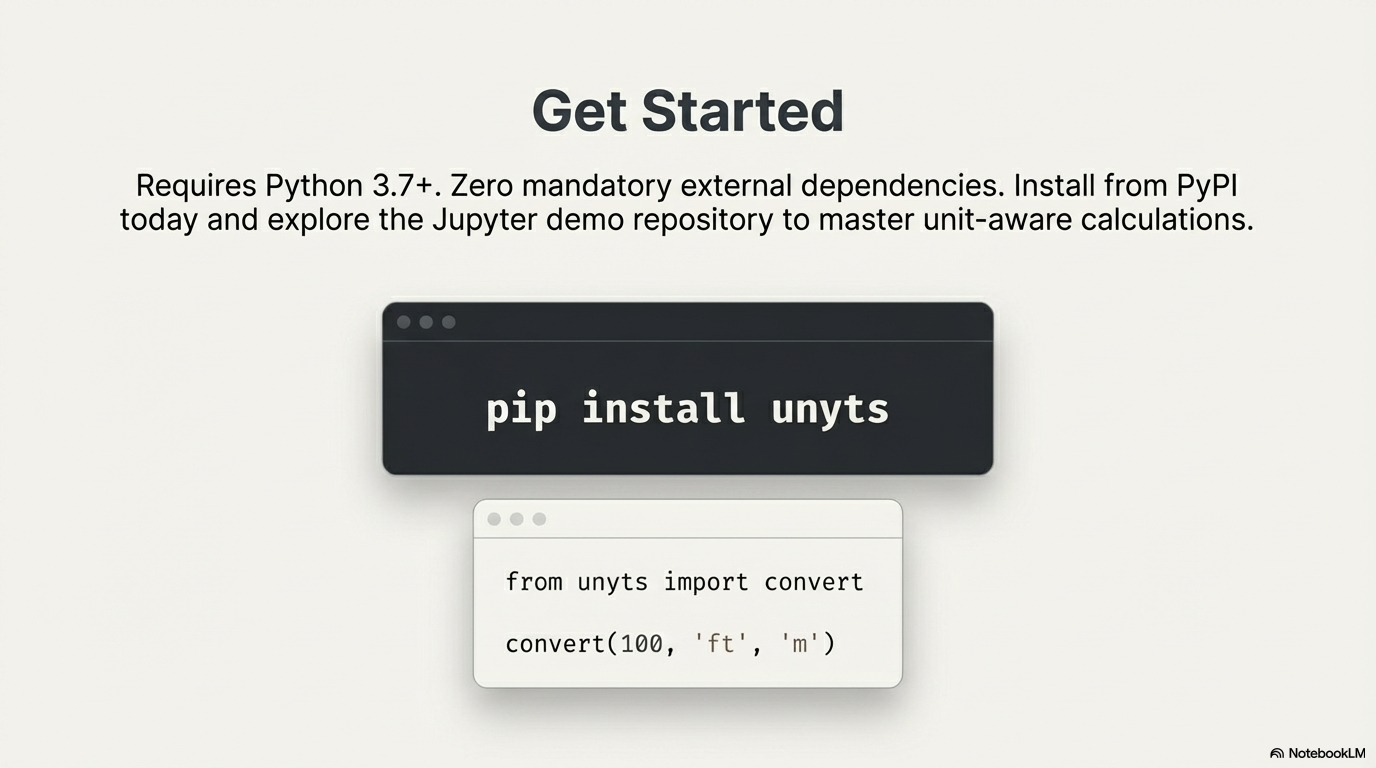 Get Started
Requires Python 3.7+. Zero mandatory external dependencies. Install from PyPI
today and explore the Jupyter demo repository to master unit-aware calculations.
pip install unyts
from unyts import convert
convert(100, 'ft', 'm')
NotebookLM